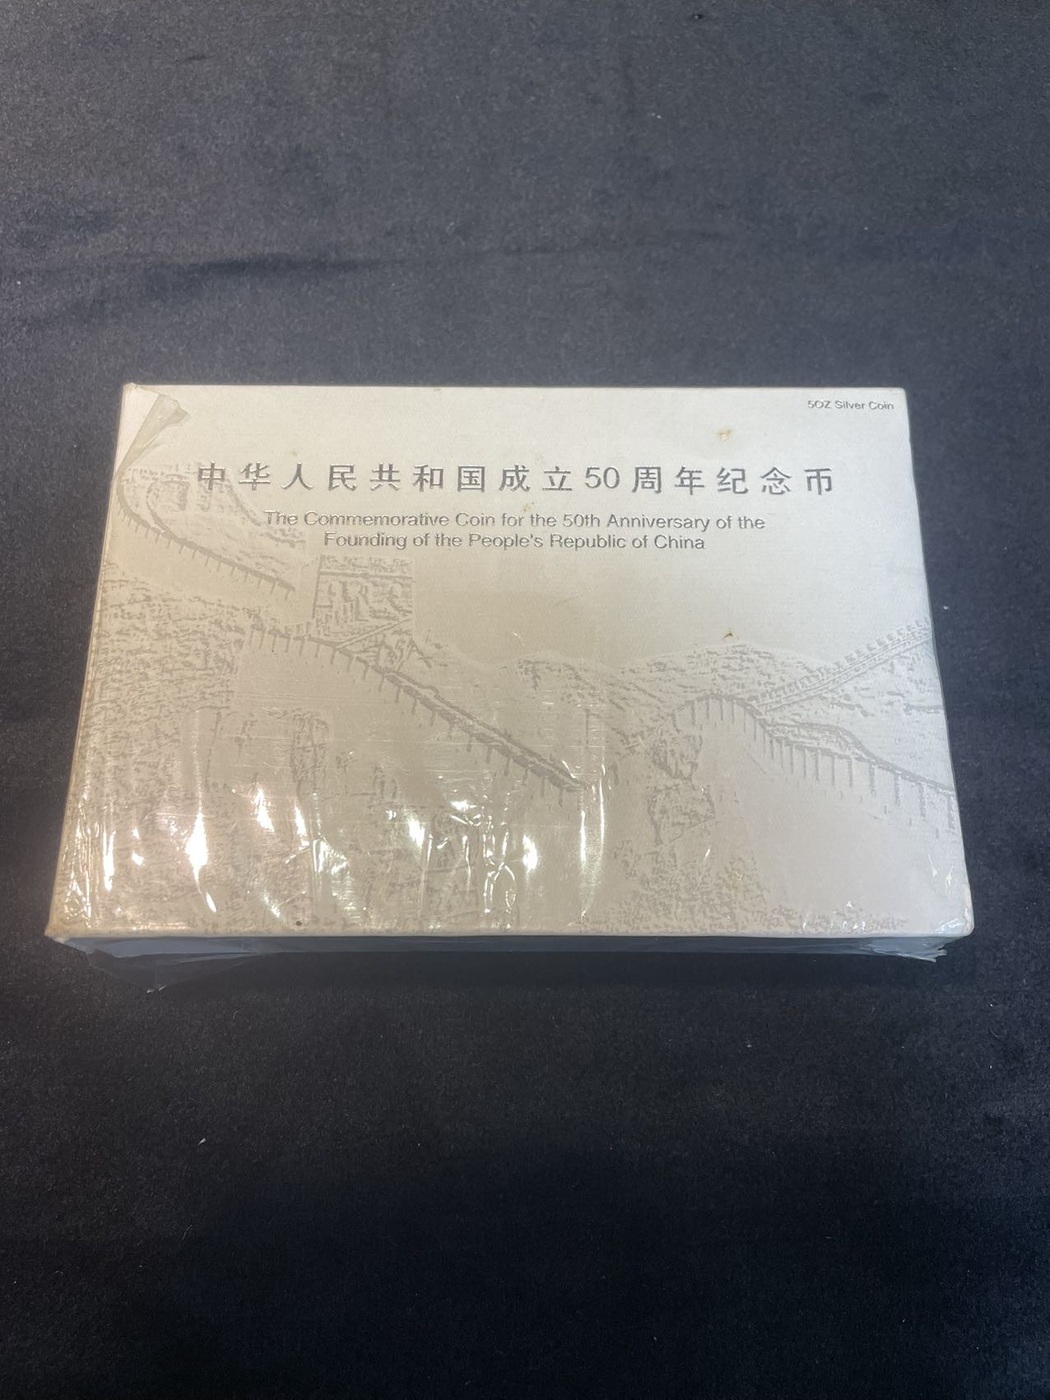 5OZ Silver Coin
中华人民共和国成立50周年纪念币
The Commemorative Coin for the 50th Anniversary of the
Founding of the People's Republic of China